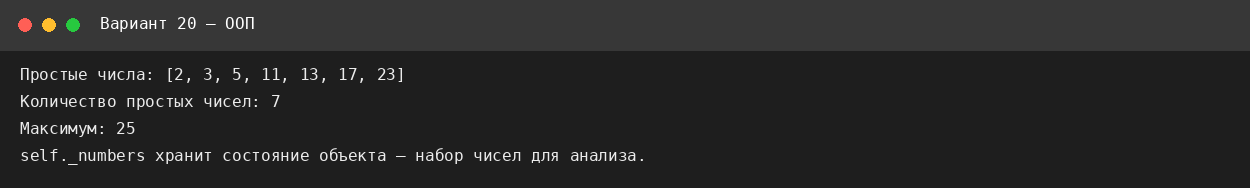 Вариант 20 — ООП
Простые числа: [2, 3, 5, 11, 13, 17, 23]
Количество простых чисел: 7
Максимум: 25
self._numbers хранит состояние объекта — набор чисел для анализа.